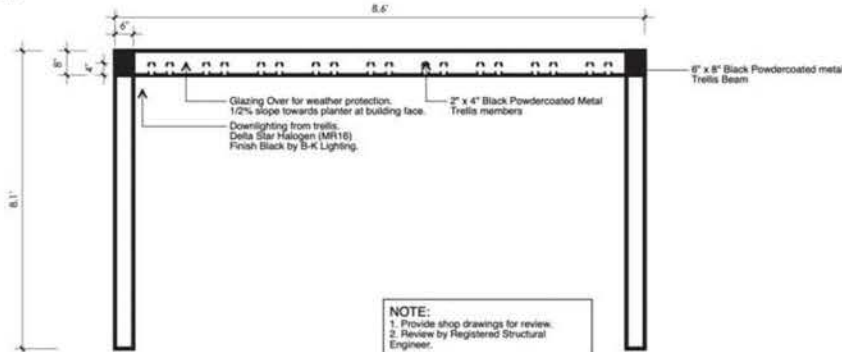 8.6'
6"
8"
4"
8.1'
6" x 8" Black Powdercoated metal
Trellis Beam
Glazing Over for weather protection.
1/2% slope towards planter at building face.
2" x 4" Black Powdercoated Metal
Trellis members
Downlighting from trellis.
Delta Star Halogen (MR16)
Finish Black by B-K Lighting.
NOTE:
1. Provide shop drawings for review.
2. Review by Registered Structural
Engineer.